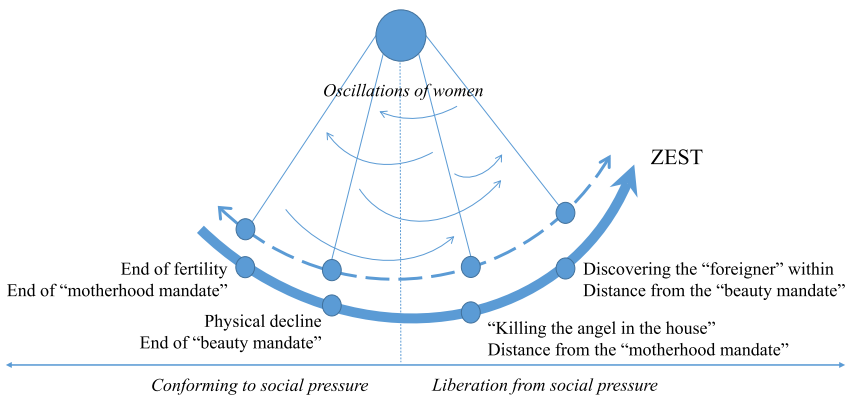 Oscillations of women
ZEST
End of fertility
End of “motherhood mandate”
Physical decline
End of “beauty mandate”
“Killing the angel in the house”
Distance from the “motherhood mandate”
Discovering the “foreigner” within
Distance from the “beauty mandate”
Conforming to social pressure
Liberation from social pressure